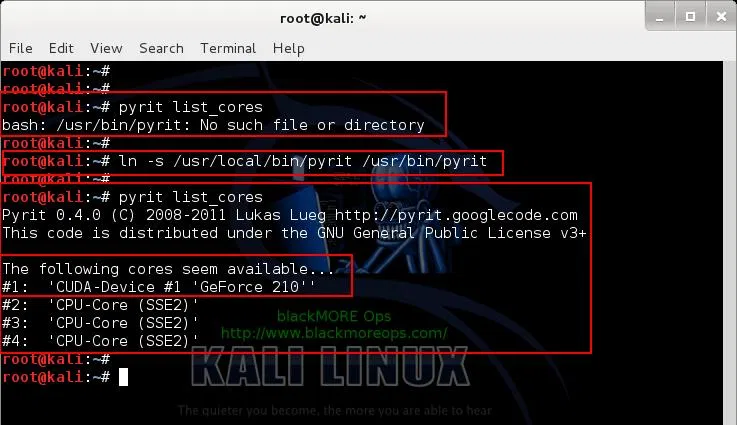 root@kali: ~
File Edit View Search Terminal Help
root@kali:~#
root@kali:~#
root@kali:~# pyrit list_cores
bash: /usr/bin/pyrit: No such file or directory
root@kali:~#
root@kali:~# ln -s /usr/local/bin/pyrit /usr/bin/pyrit
root@kali:~#
root@kali:~# pyrit list_cores
Pyrit 0.4.0 (C) 2008-2011 Lukas Lueg http://pyrit.googlecode.com
This code is distributed under the GNU General Public License v3+
The following cores seem available...
#1:  'CUDA-Device #1 'GeForce 210''
#2:  'CPU-Core (SSE2)'
#3:  'CPU-Core (SSE2)'
#4:  'CPU-Core (SSE2)'
blackMORE Ops
http://www.blackmoreops.com/
root@kali:~#
root@kali:~#
KALI LINUX
The quieter you become, the more you are able to hear